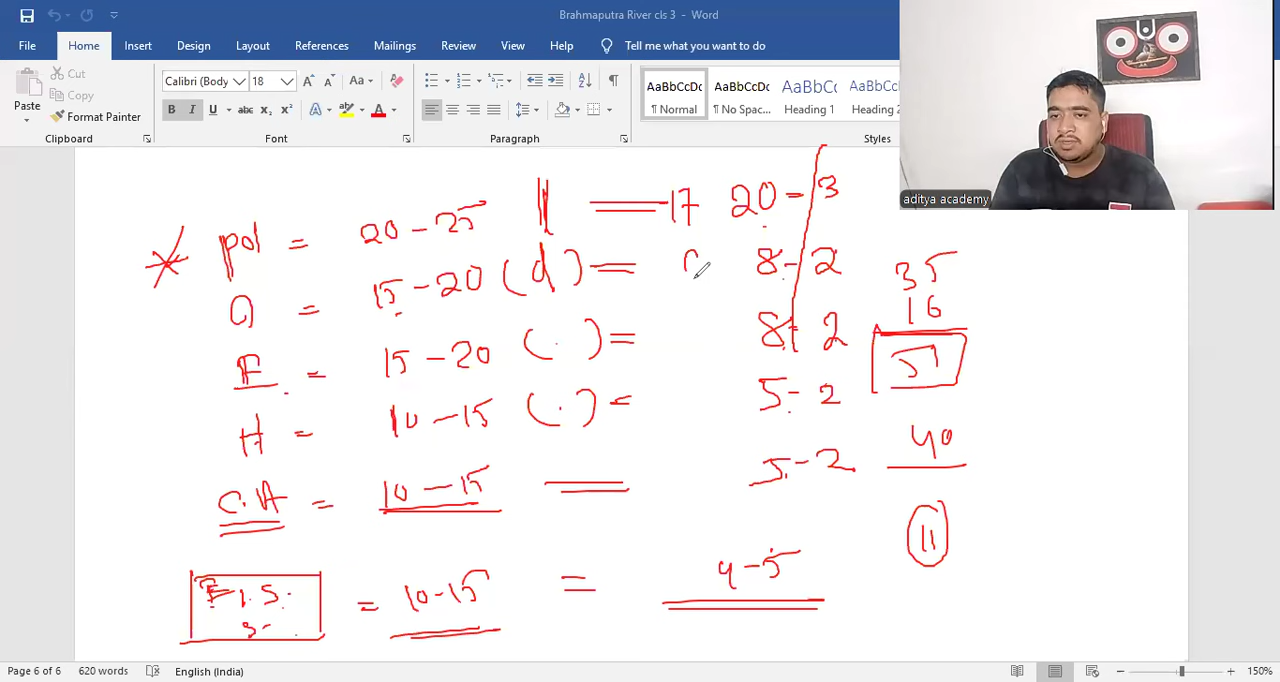 Brahmaputra River cls 3 - Word
File Home Insert Design Layout References Mailings Review View Help Tell me what you want to do
Cut
Copy
Format Painter
Paste
Calibri (Body 18
Clipboard
Font
Paragraph
Styles
AaBbCcDc AaBbCcDc AaBbCc AaBbCcD
¶ Normal ¶ No Spac... Heading 1 Heading 2
aditya academy
pol = 20-25 = 17 20-3
= 15-20 (d) = 8-2 35
E = 15-20 (.) = 8-2 16
51
H = 10-15 (.) = 5-2
40
C.A = 10-15 5-2
11
= 10-15 = 4-5
Page 6 of 6 620 words English (India) 150%